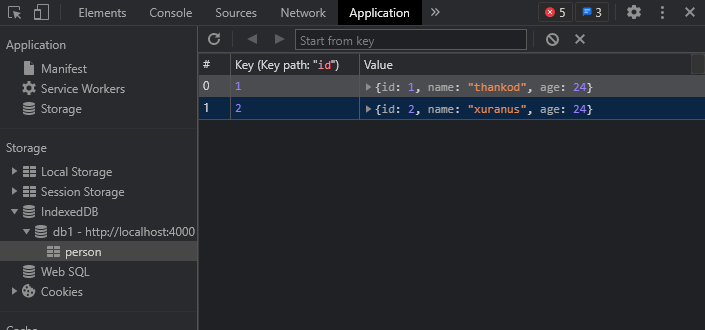 Elements Console Sources Network Application » 5 3
Application
Manifest
Service Workers
Storage
Storage
Local Storage
Session Storage
IndexedDB
db1 - http://localhost:4000
person
Web SQL
Cookies
Cache
Start from key
# Key (Key path: "id") Value
0 1 {id: 1, name: "thankod", age: 24}
1 2 {id: 2, name: "xuranus", age: 24}